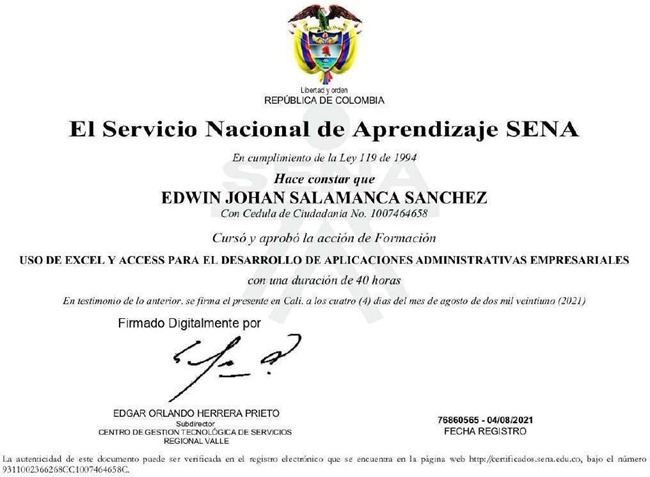 Libertad y orden
REPÚBLICA DE COLOMBIA
El Servicio Nacional de Aprendizaje SENA
En cumplimiento de la Ley 119 de 1994
SENA
Hace constar que
EDWIN JOHAN SALAMANCA SANCHEZ
Con Cedula de Ciudadania No. 1007464658
Cursó y aprobó la acción de Formación
USO DE EXCEL Y ACCESS PARA EL DESARROLLO DE APLICACIONES ADMINISTRATIVAS EMPRESARIALES
con una duración de 40 horas
En testimonio de lo anterior. se firma el presente en Cali. a los cuatro (4) días del mes de agosto de dos mil veintiuno (2021)
Firmado Digitalmente por
EDGAR ORLANDO HERRERA PRIETO
Subdirector
CENTRO DE GESTION TECNOLÓGICA DE SERVICIOS
REGIONAL VALLE
76860565 - 04/08/2021
FECHA REGISTRO
La autenticidad de este documento puede ser verificada en el registro electrónico que se encuentra en la página web http://certificados.sena.edu.co, bajo el número
9311002366268CC1007464658C.